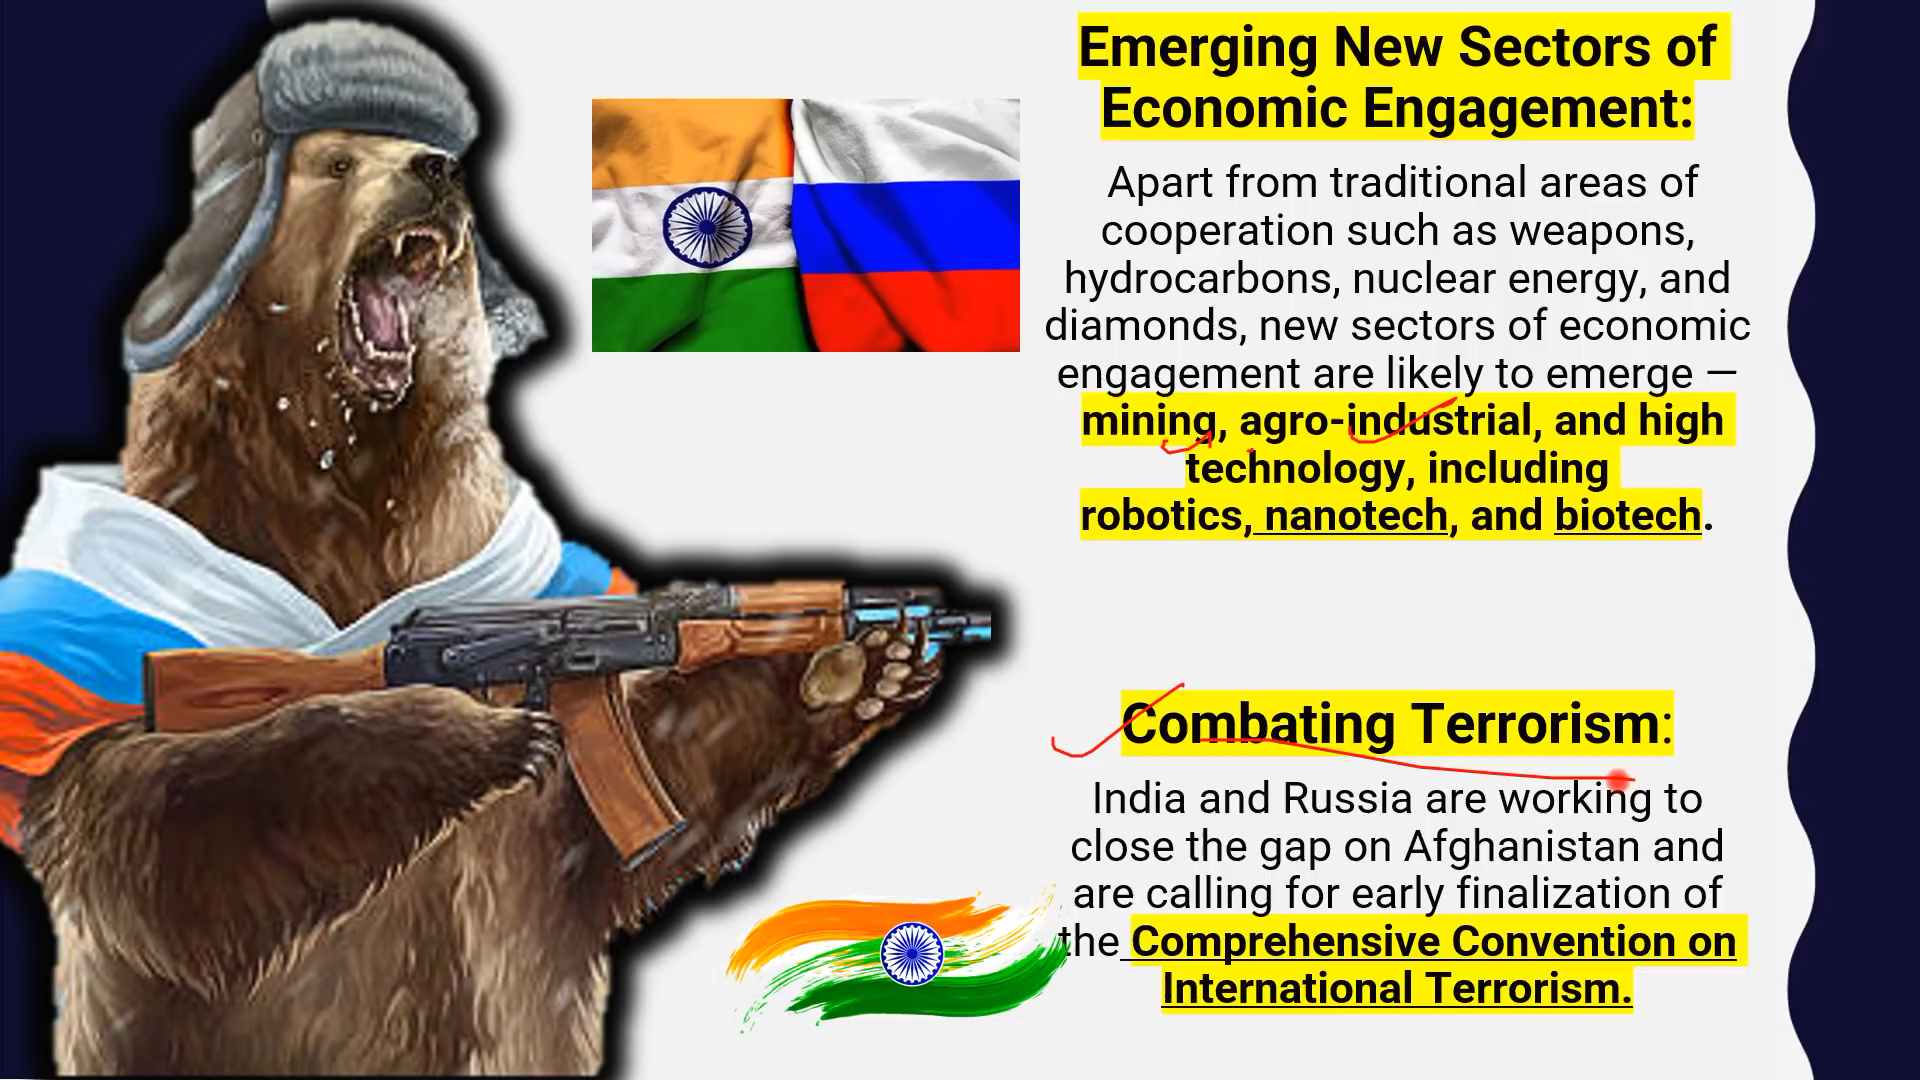 Emerging New Sectors of
Economic Engagement:
Apart from traditional areas of
cooperation such as weapons,
hydrocarbons, nuclear energy, and
diamonds, new sectors of economic
engagement are likely to emerge —
mining, agro-industrial, and high
technology, including
robotics, nanotech, and biotech.
Combating Terrorism:
India and Russia are working to
close the gap on Afghanistan and
are calling for early finalization of
the Comprehensive Convention on
International Terrorism.